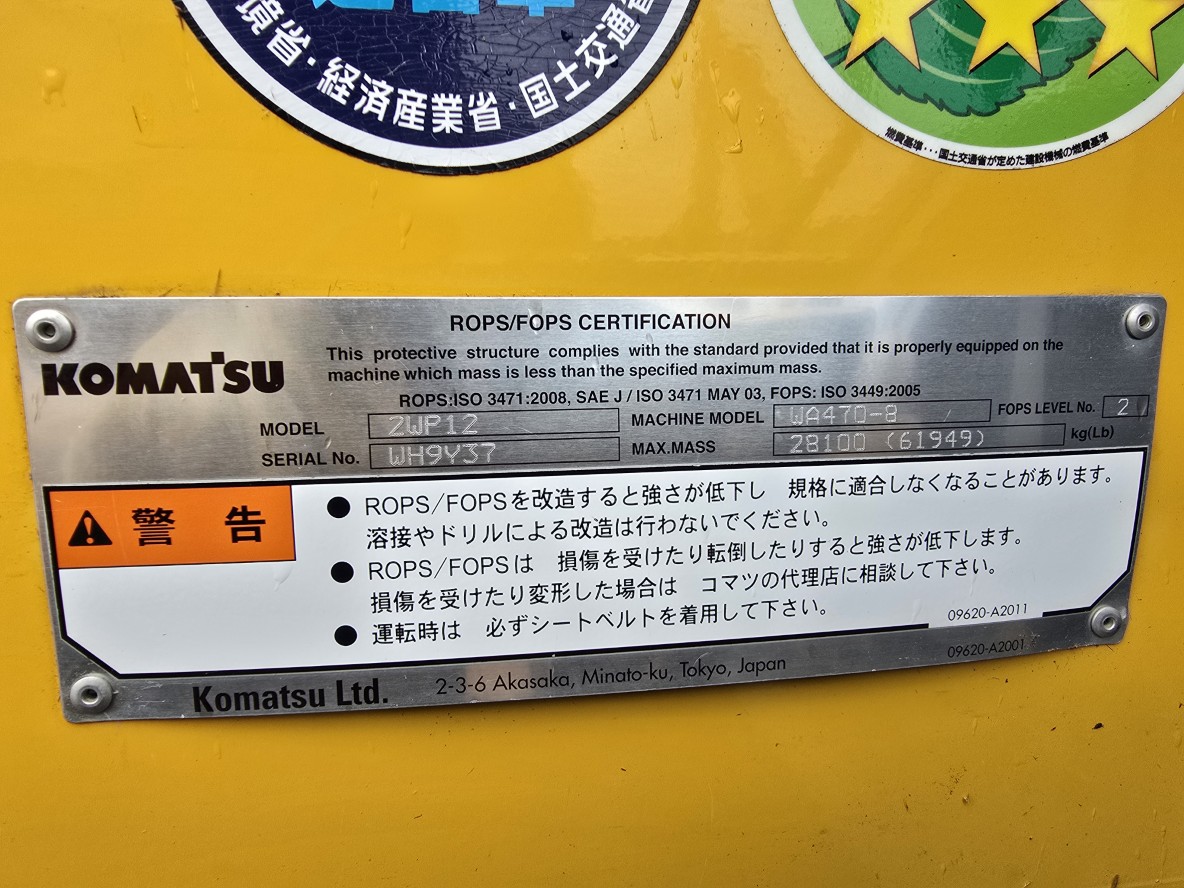 境省・経済産業省・国土交通省
燃費基準・・・国土交通省が定めた建設機械の燃費基準
ROPS/FOPS CERTIFICATION
KOMATSU
This protective structure complies with the standard provided that it is properly equipped on the
machine which mass is less than the specified maximum mass.
ROPS:ISO 3471:2008, SAE J / ISO 3471 MAY 03, FOPS: ISO 3449:2005
MODEL 2WP12 MACHINE MODEL WA470-8 FOPS LEVEL No. 2
SERIAL No. WH9Y37 MAX.MASS 28100 (61949) kg(Lb)
警 告
● ROPS/FOPSを改造すると強さが低下し 規格に適合しなくなることがあります。
溶接やドリルによる改造は行わないでください。
● ROPS/FOPSは 損傷を受けたり転倒したりすると強さが低下します。
損傷を受けたり変形した場合は コマツの代理店に相談して下さい。
● 運転時は 必ずシートベルトを着用して下さい。
09620-A2011
09620-A2001
Komatsu Ltd. 2-3-6 Akasaka, Minato-ku, Tokyo, Japan